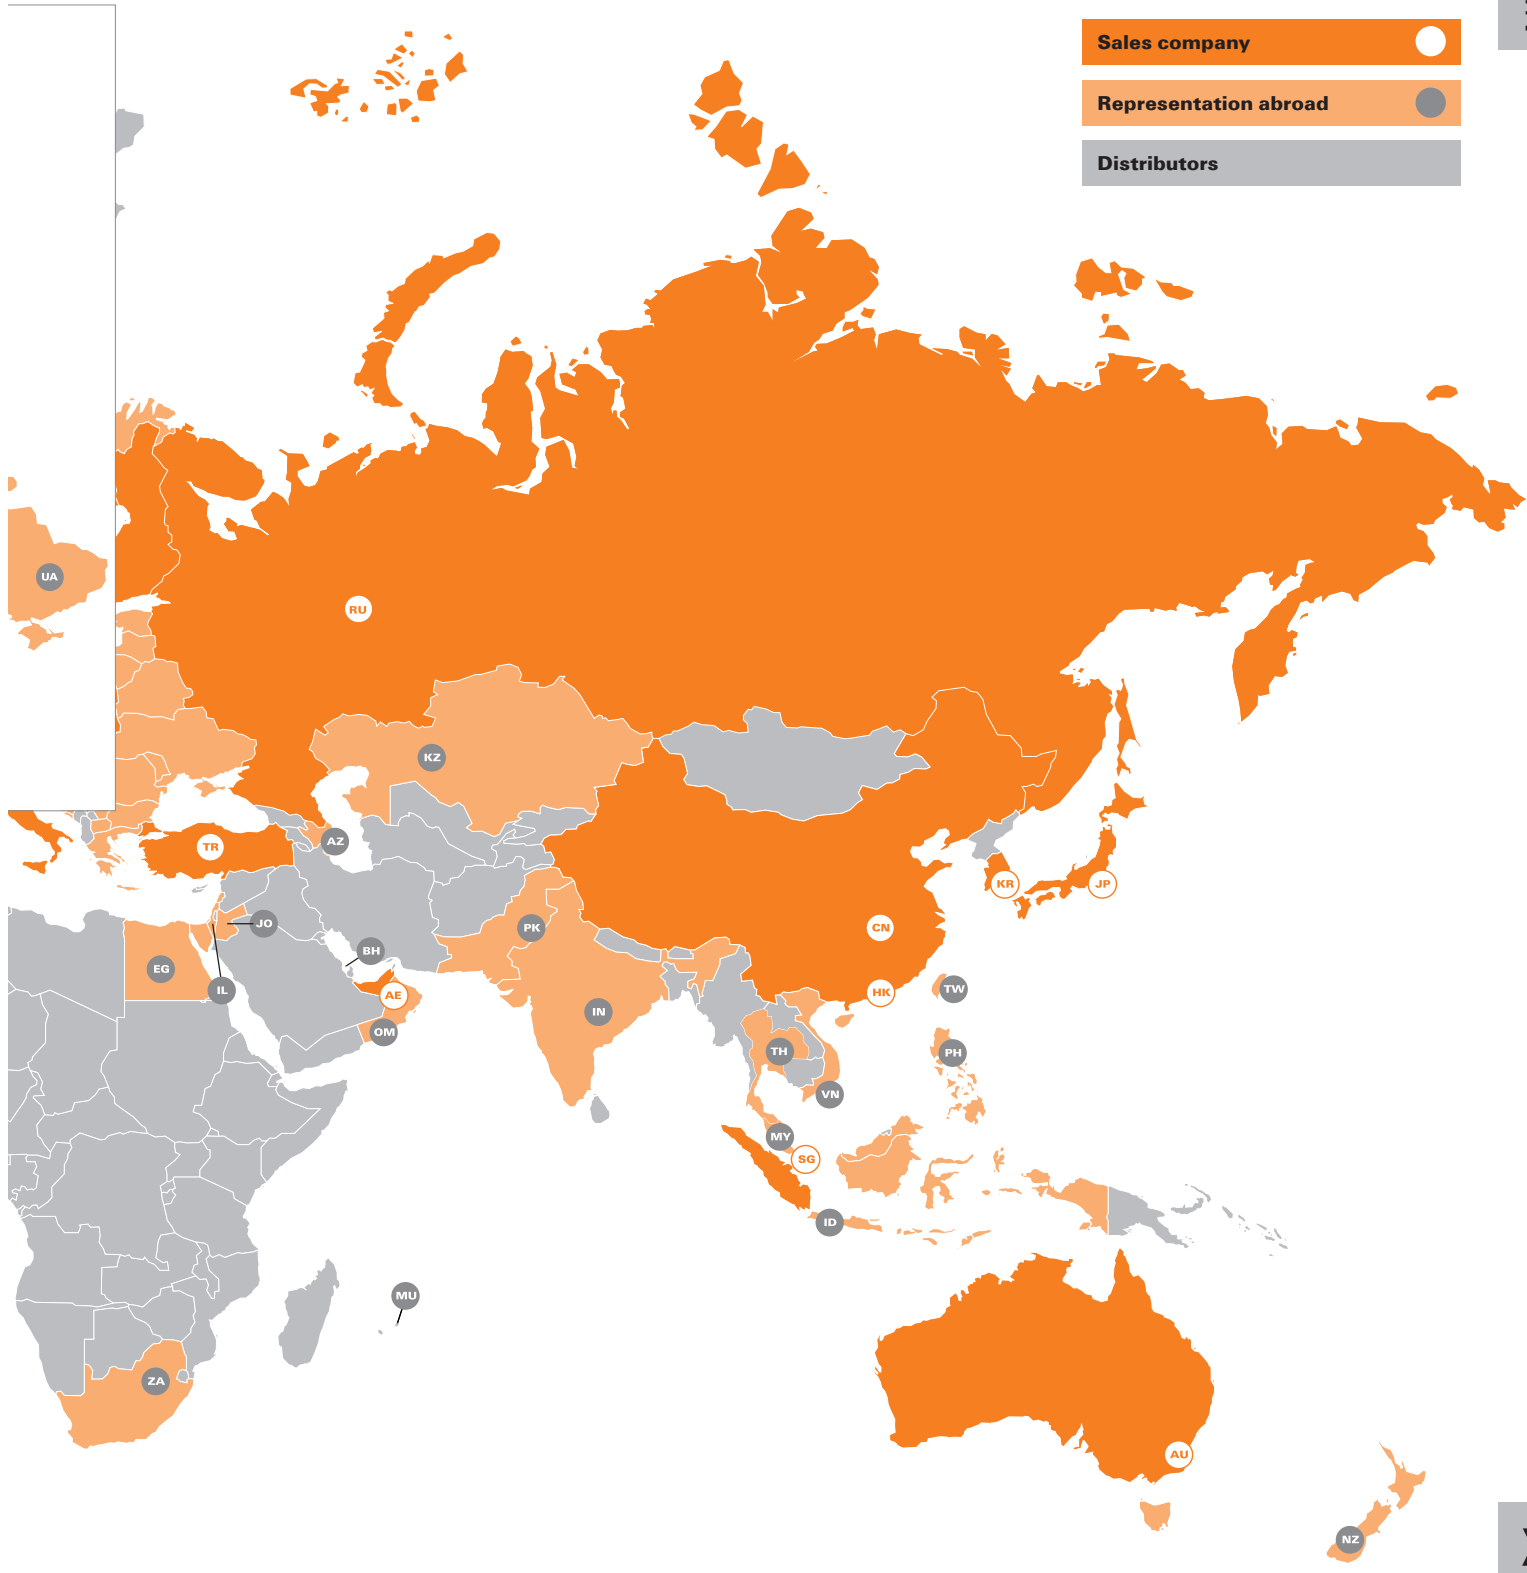 Sales company
Representation abroad
Distributors
UA
RU
KZ
AZ
TR
KR
JP
JO
PK
CN
BH
EG
IL
AE
HK
TW
IN
OM
TH
PH
VN
MY
SG
ID
MU
ZA
AU
NZ